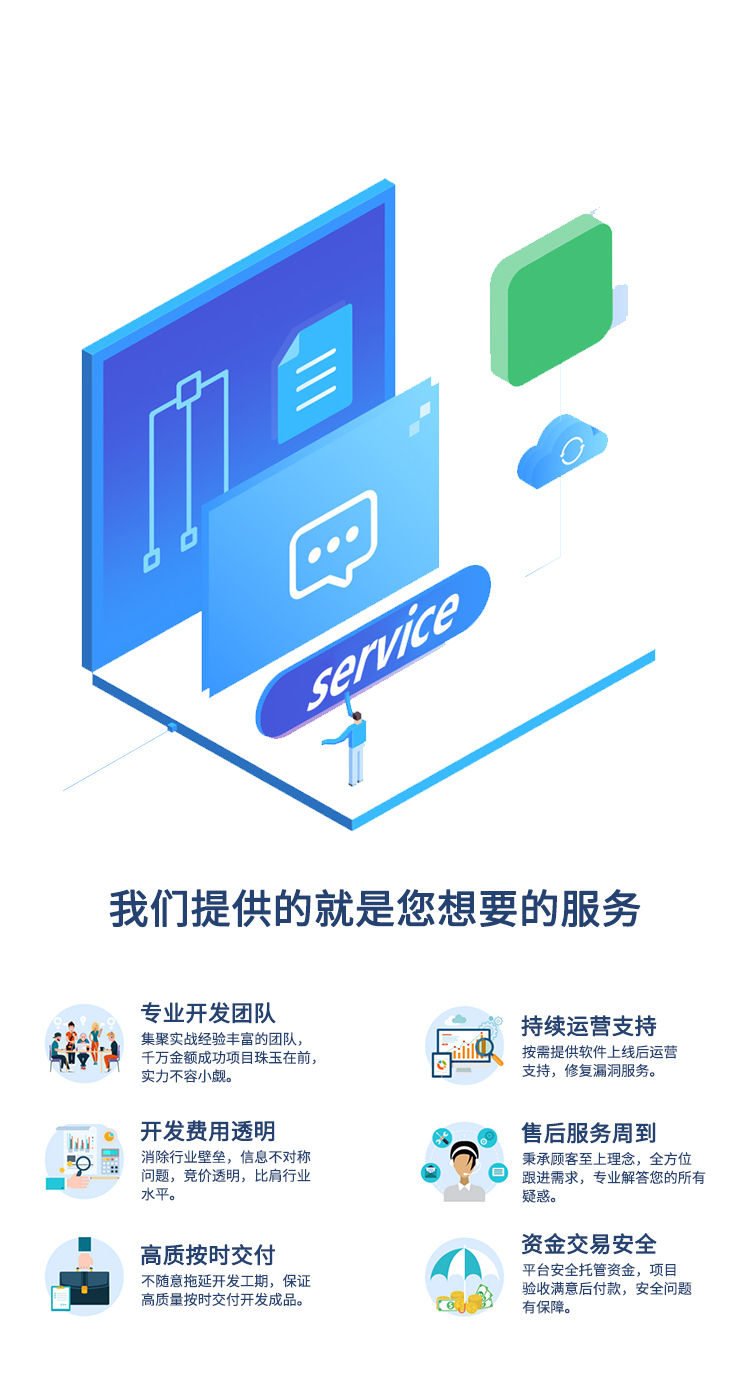 service
我们提供的就是您想要的服务
专业开发团队
集聚实战经验丰富的团队，
千万金额成功项目珠玉在前，
实力不容小觑。
持续运营支持
按需提供软件上线后运营
支持，修复漏洞服务。
开发费用透明
消除行业壁垒，信息不对称
问题，竞价透明，比肩行业
水平。
售后服务周到
秉承顾客至上理念，全方位
跟进需求，专业解答您的所有
疑惑。
高质按时交付
不随意拖延开发工期，保证
高质量按时交付开发成品。
资金交易安全
平台安全托管资金，项目
验收满意后付款，安全问题
有保障。